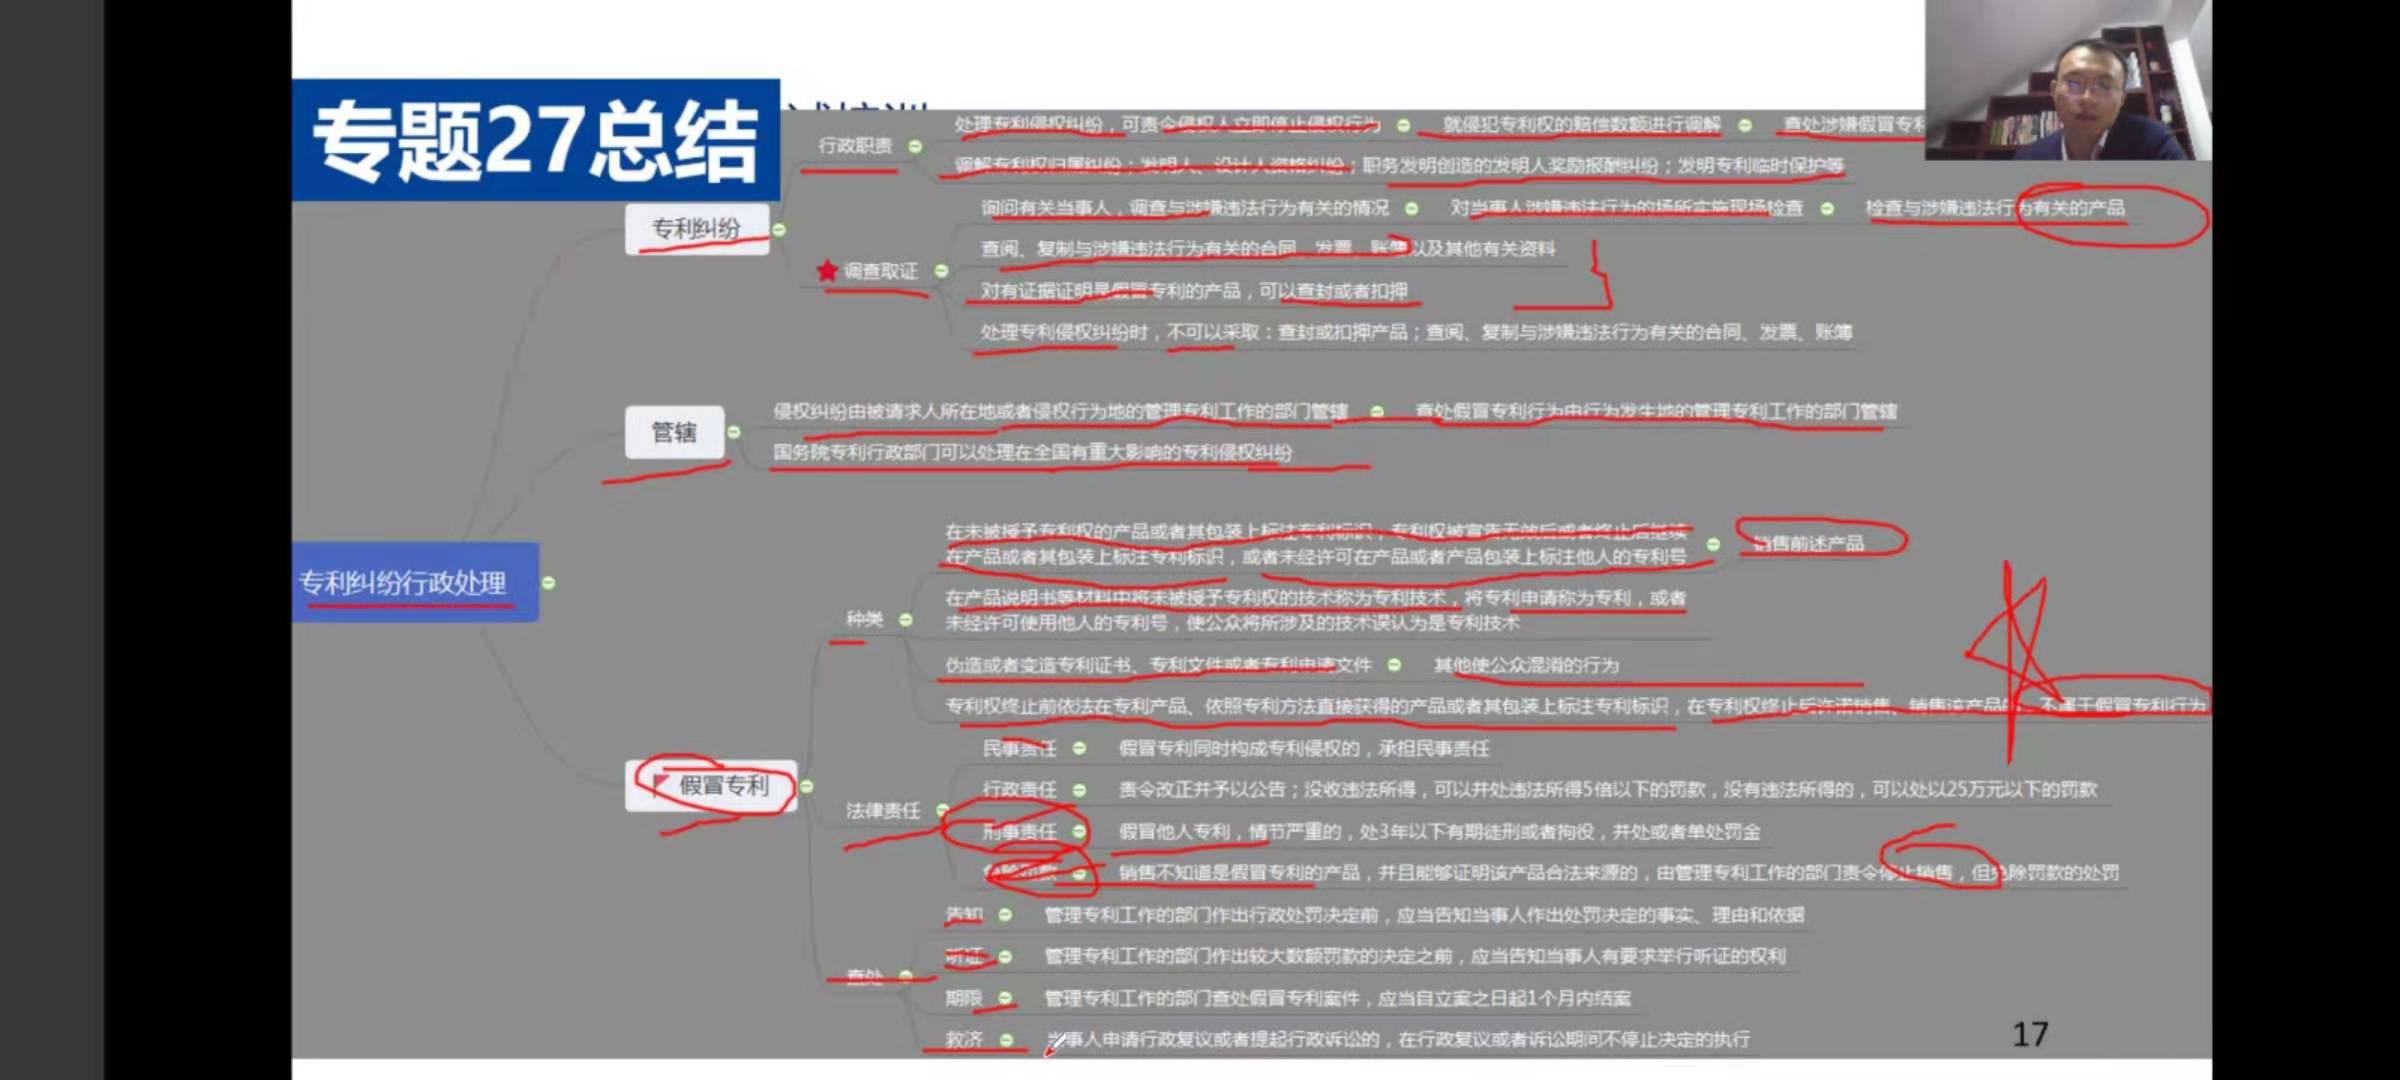 专题27总结
行政职责
处理专利侵权纠纷，可责令侵权人立即停止侵权行为
就侵犯专利权的赔偿数额进行调解
查处涉嫌假冒专
调解专利权归属纠纷；发明人、设计人资格纠纷；职务发明创造的发明人奖励报酬纠纷；发明专利临时保护等
专利纠纷
询问有关当事人，调查与涉嫌违法行为有关的情况
对当事人涉嫌违法行为的场所实施现场检查
检查与涉嫌违法行为有关的产品
调查取证
查阅、复制与涉嫌违法行为有关的合同、发票、账簿以及其他有关资料
对有证据证明是假冒专利的产品，可以查封或者扣押
处理专利侵权纠纷时，不可以采取：查封或扣押产品；查阅、复制与涉嫌违法行为有关的合同、发票、账簿
管辖
侵权纠纷由被请求人所在地或者侵权行为地的管理专利工作的部门管辖
查处假冒专利行为由行为发生地的管理专利工作的部门管辖
国务院专利行政部门可以处理在全国有重大影响的专利侵权纠纷
专利纠纷行政处理
在未被授予专利权的产品或者其包装上标注专利标识，专利权被宣告无效后或者终止后继续
在产品或者其包装上标注专利标识，或者未经许可在产品或者产品包装上标注他人的专利号
销售前述产品
种类
在产品说明书等材料中将未被授予专利权的技术称为专利技术，将专利申请称为专利，或者
未经许可使用他人的专利号，使公众将所涉及的技术误认为是专利技术
伪造或者变造专利证书、专利文件或者专利申请文件
其他使公众混淆的行为
专利权终止前依法在专利产品、依照专利方法直接获得的产品或者其包装上标注专利标识，在专利权终止后许诺销售、销售该产品的，不属于假冒专利行为
假冒专利
法律责任
民事责任
假冒专利同时构成专利侵权的，承担民事责任
行政责任
责令改正并予以公告；没收违法所得，可以并处违法所得5倍以下的罚款，没有违法所得的，可以处以25万元以下的罚款
刑事责任
假冒他人专利，情节严重的，处3年以下有期徒刑或者拘役，并处或者单处罚金
免除罚款
销售不知道是假冒专利的产品，并且能够证明该产品合法来源的，由管理专利工作的部门责令停止销售，但免除罚款的处罚
查处
告知
管理专利工作的部门作出行政处罚决定前，应当告知当事人作出处罚决定的事实、理由和依据
听证
管理专利工作的部门作出较大数额罚款的决定之前，应当告知当事人有要求举行听证的权利
期限
管理专利工作的部门查处假冒专利案件，应当自立案之日起1个月内结案
救济
当事人申请行政复议或者提起行政诉讼的，在行政复议或者诉讼期间不停止决定的执行
17